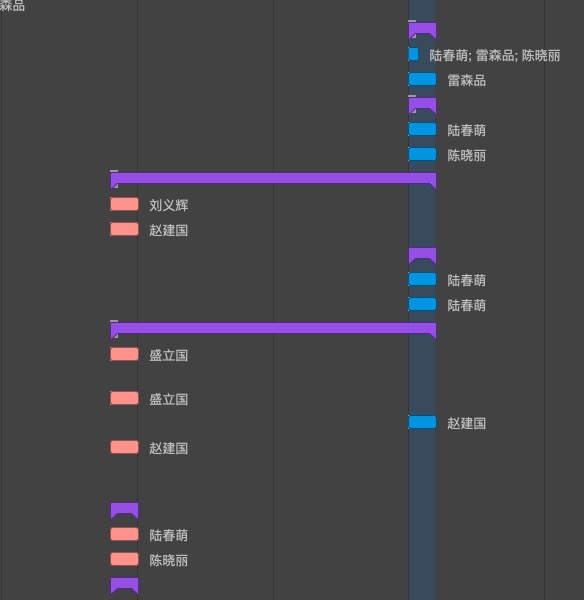 森品
陆春萌; 雷森品; 陈晓丽
雷森品
陆春萌
陈晓丽
刘义辉
赵建国
陆春萌
陆春萌
盛立国
盛立国
赵建国
赵建国
陆春萌
陈晓丽